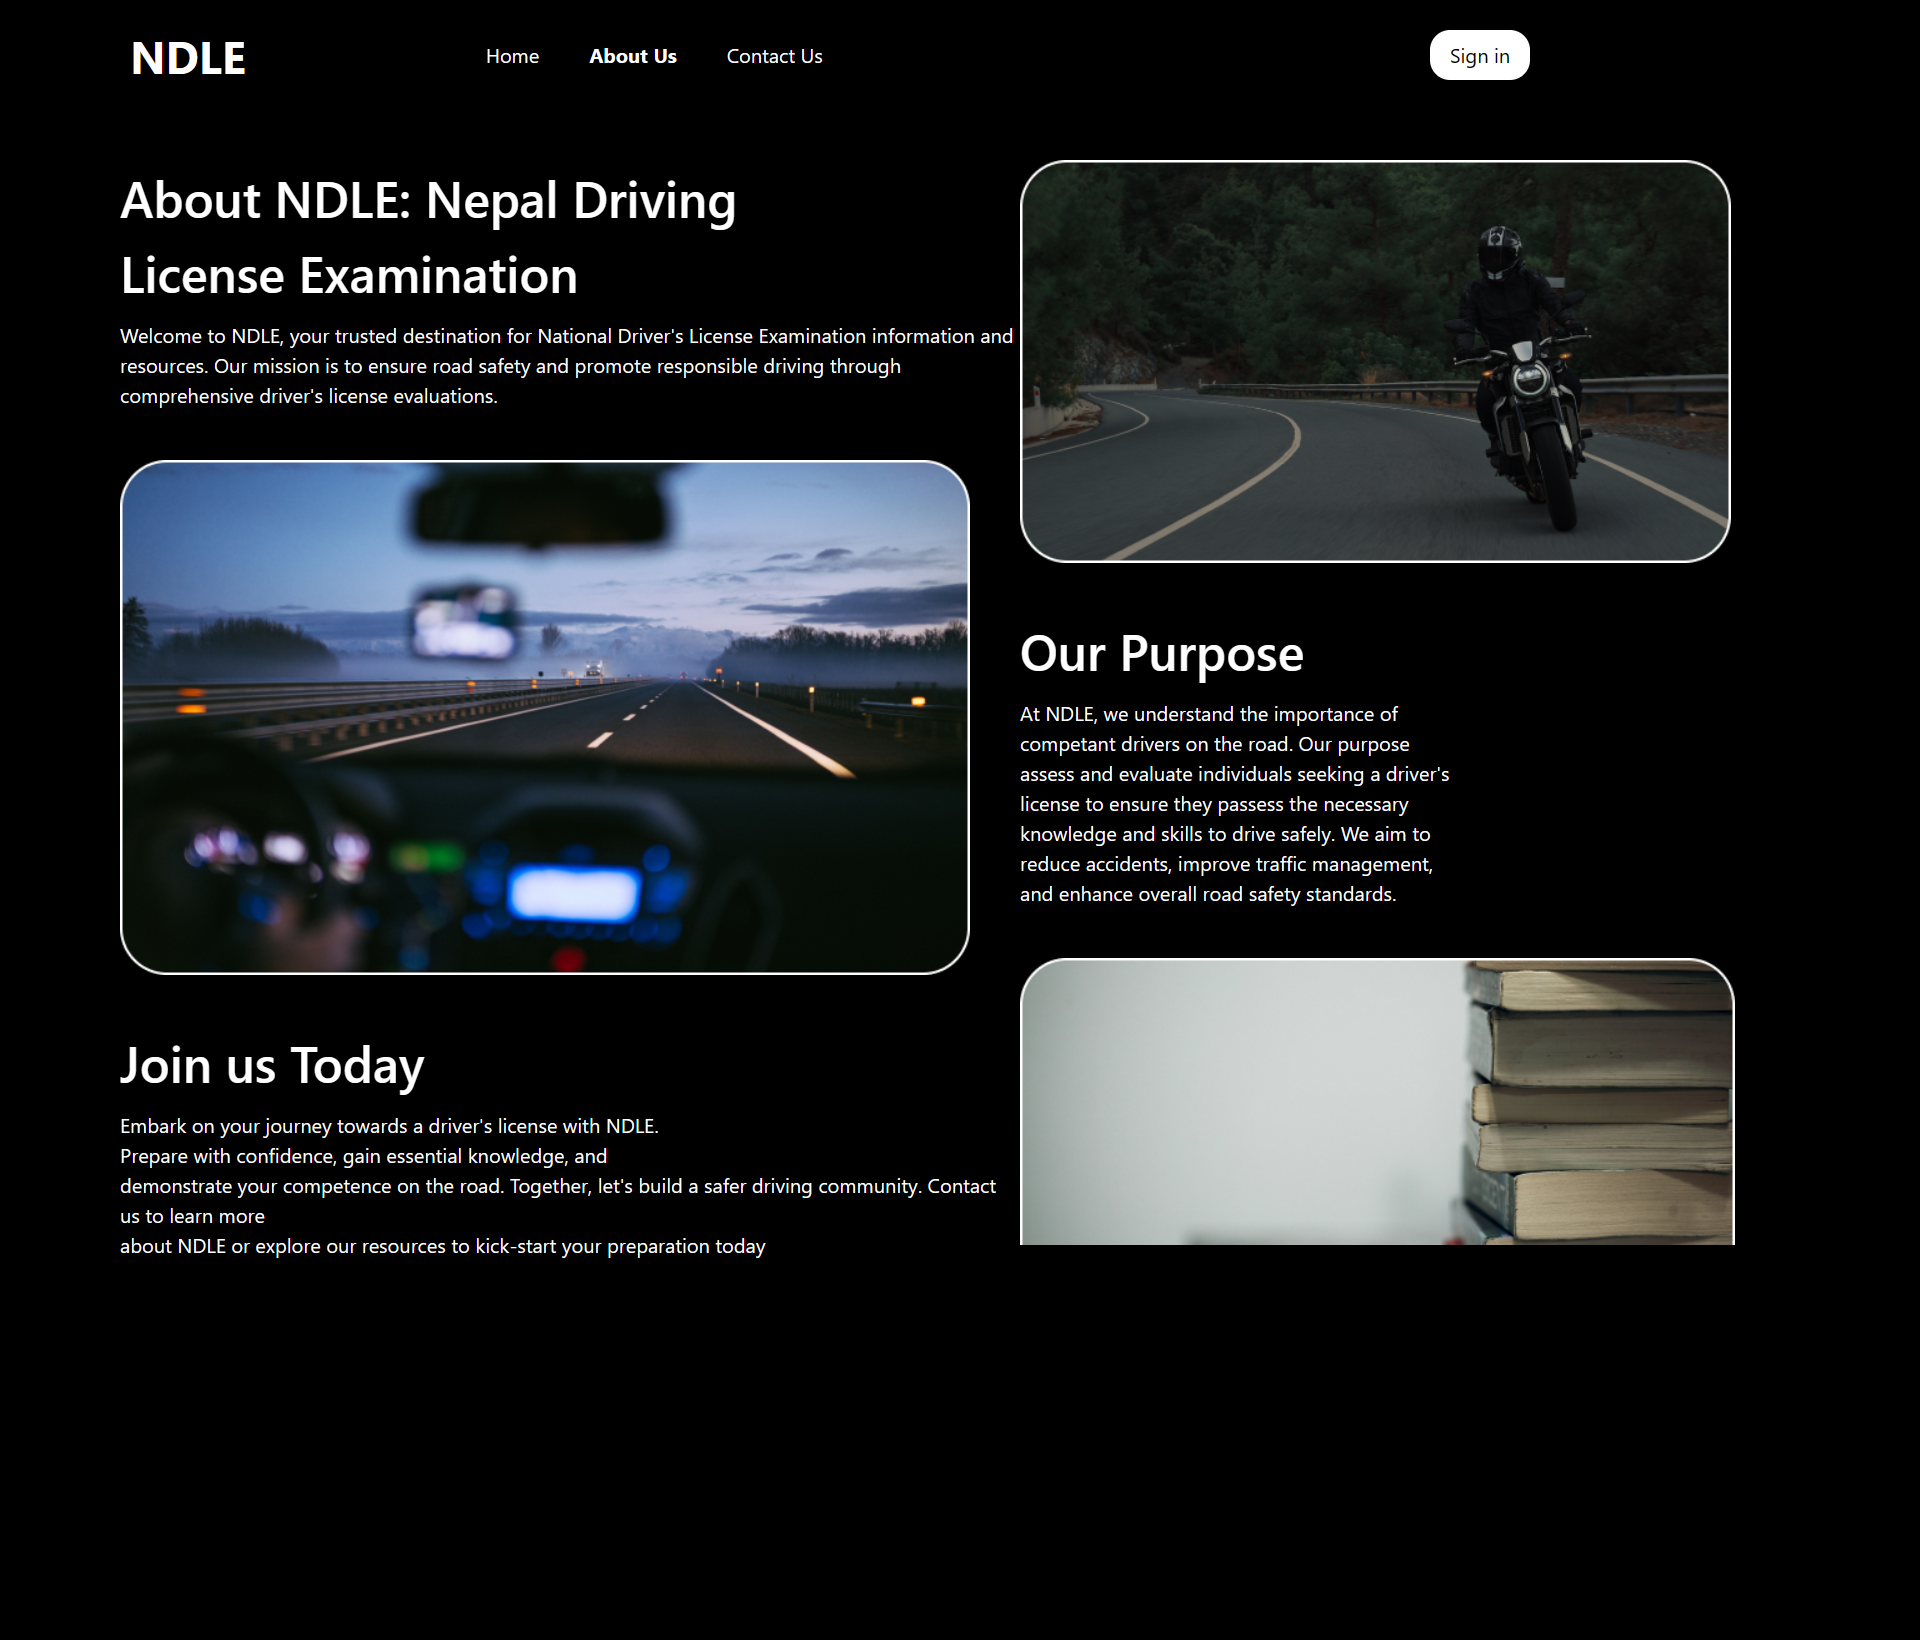 NDLE
Home
About Us
Contact Us
Sign in
About NDLE: Nepal Driving
License Examination
Welcome to NDLE, your trusted destination for National Driver's License Examination information and
resources. Our mission is to ensure road safety and promote responsible driving through
comprehensive driver's license evaluations.
Our Purpose
At NDLE, we understand the importance of
competant drivers on the road. Our purpose
assess and evaluate individuals seeking a driver's
license to ensure they passess the necessary
knowledge and skills to drive safely. We aim to
reduce accidents, improve traffic management,
and enhance overall road safety standards.
Join us Today
Embark on your journey towards a driver's license with NDLE.
Prepare with confidence, gain essential knowledge, and
demonstrate your competence on the road. Together, let's build a safer driving community. Contact
us to learn more
about NDLE or explore our resources to kick-start your preparation today